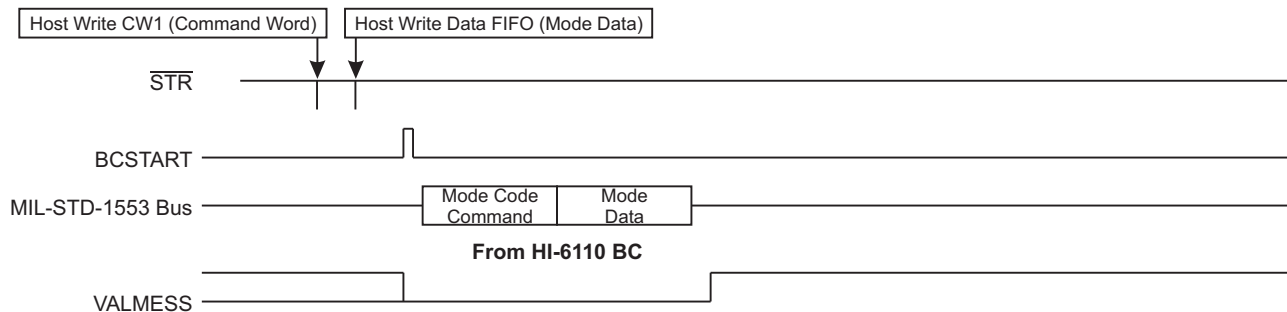 Host Write CW1 (Command Word)
Host Write Data FIFO (Mode Data)
STR
BCSTART
MIL-STD-1553 Bus
Mode Code
Command
Mode
Data
From HI-6110 BC
VALMESS